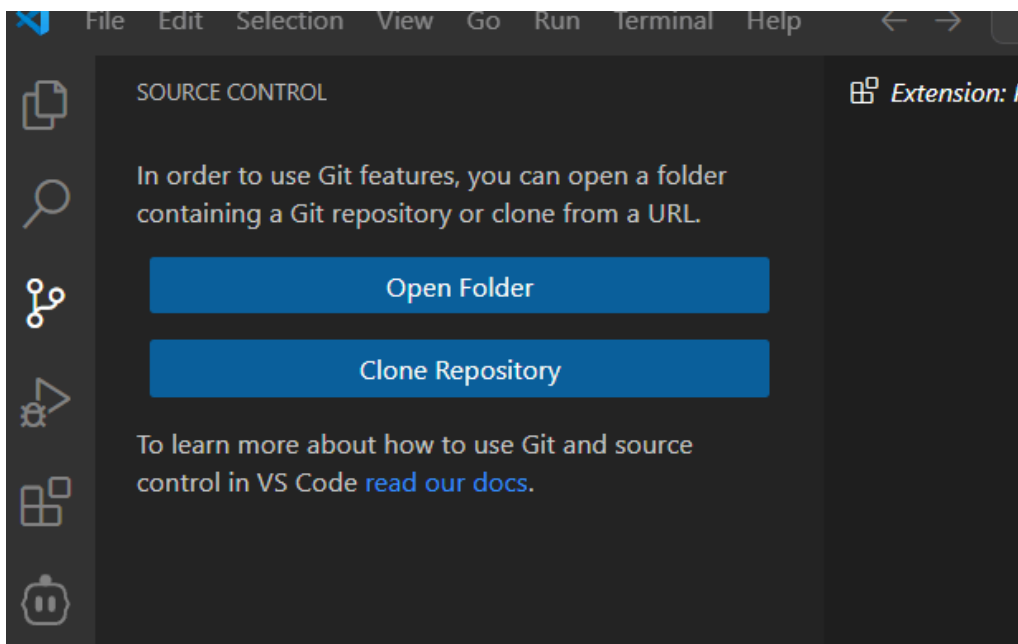 File Edit Selection View Go Run Terminal Help
SOURCE CONTROL
Extension:
In order to use Git features, you can open a folder
containing a Git repository or clone from a URL.
Open Folder
Clone Repository
To learn more about how to use Git and source
control in VS Code read our docs.